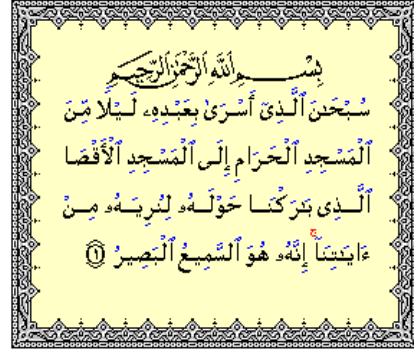 بِسْمِ ٱللَّهِ ٱلرَّحْمَٰنِ ٱلرَّحِيمِ
سُبْحَٰنَ ٱلَّذِىٓ أَسْرَىٰ بِعَبْدِهِۦ لَيْلًا مِّنَ
ٱلْمَسْجِدِ ٱلْحَرَامِ إِلَى ٱلْمَسْجِدِ ٱلْأَقْصَا
ٱلَّذِى بَٰرَكْنَا حَوْلَهُۥ لِنُرِيَهُۥ مِنْ
ءَايَٰتِنَآ ۚ إِنَّهُۥ هُوَ ٱلسَّمِيعُ ٱلْبَصِيرُ ١